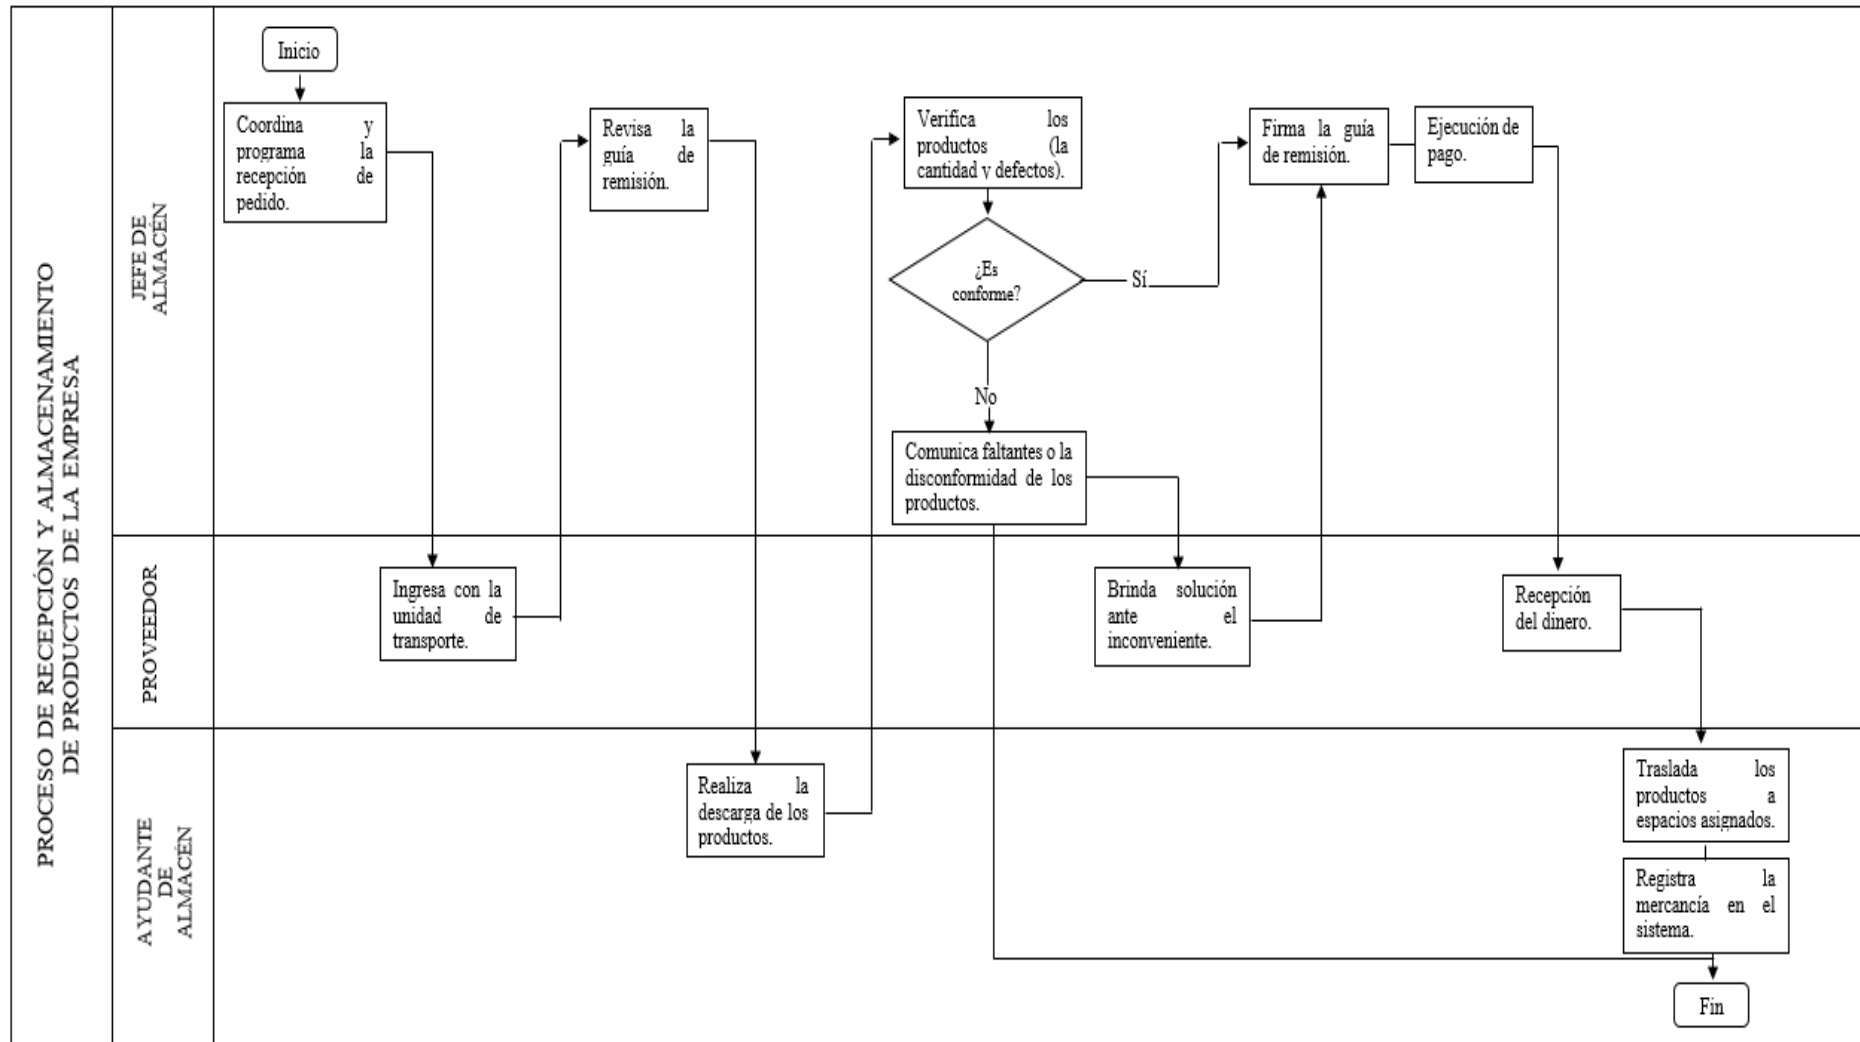 PROCESO DE RECEPCIÓN Y ALMACENAMIENTO
DE PRODUCTOS DE LA EMPRESA
JEFE DE
ALMACÉN
Inicio
Coordina y
programa la
recepción de
pedido.
Revisa la
guía de
remisión.
Verifica los
productos (la
cantidad y defectos).
¿Es
conforme?
Sí
No
Comunica faltantes o la
disconformidad de los
productos.
Firma la guía
de remisión.
Ejecución de
pago.
PROVEEDOR
Ingresa con la
unidad de
transporte.
Brinda solución
ante el
inconveniente.
Recepción
del dinero.
AYUDANTE
DE
ALMACÉN
Realiza la
descarga de los
productos.
Traslada los
productos a
espacios asignados.
Registra la
mercancía en el
sistema.
Fin